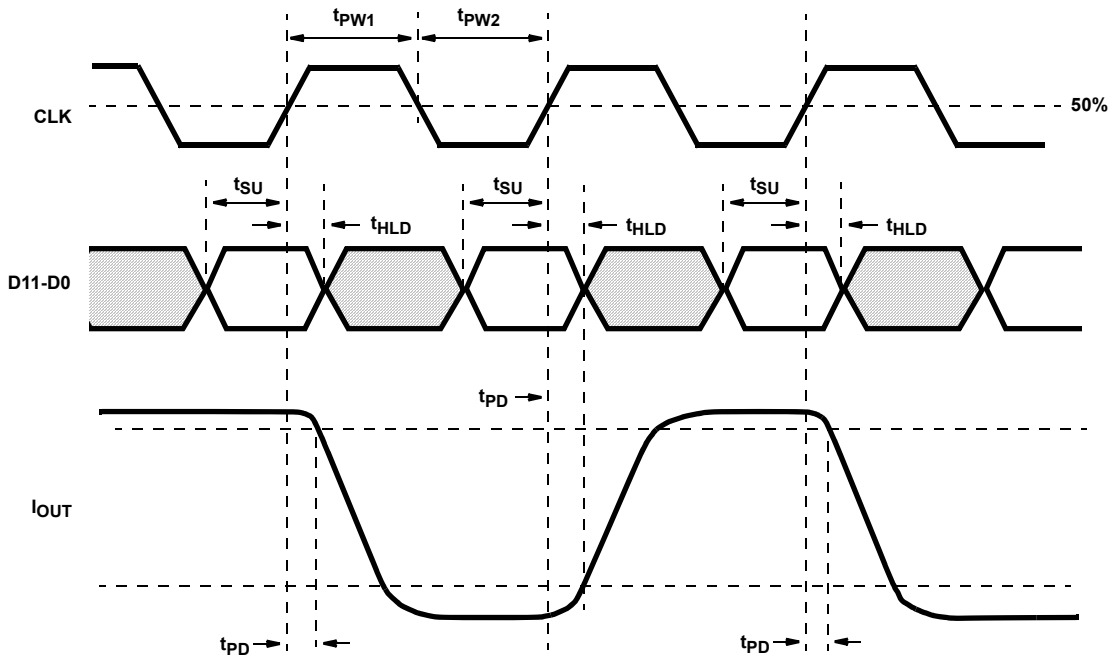 tPW1 tPW2
CLK
50%
tSU tSU tSU
tHLD tHLD tHLD
D11-D0
tPD
IOUT
tPD tPD